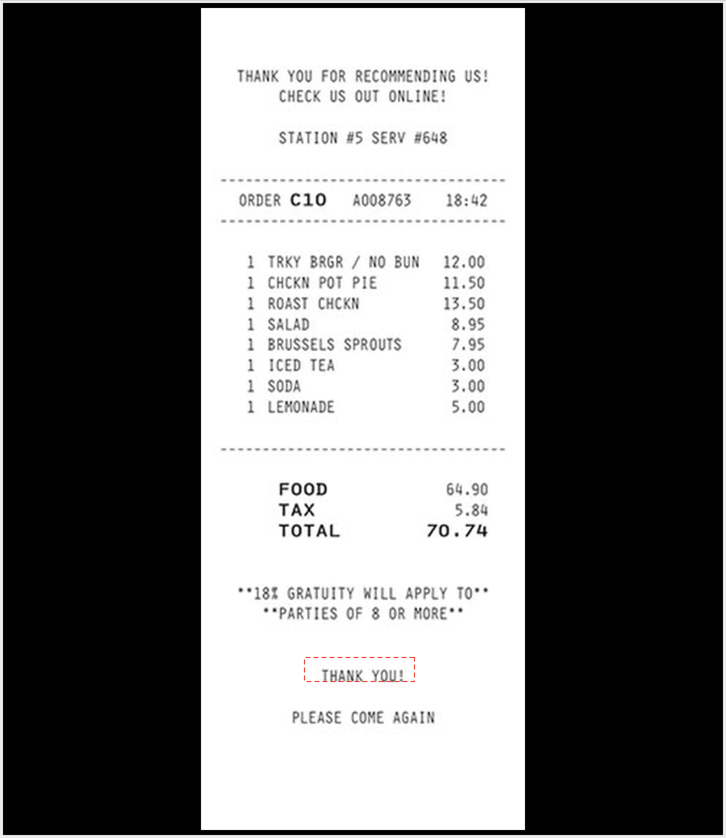 THANK YOU FOR RECOMMENDING US!
CHECK US OUT ONLINE!
STATION #5 SERV #648
ORDER C10 A008763 18:42
1 TRKY BRGR / NO BUN 12.00
1 CHCKN POT PIE 11.50
1 ROAST CHCKN 13.50
1 SALAD 8.95
1 BRUSSELS SPROUTS 7.95
1 ICED TEA 3.00
1 SODA 3.00
1 LEMONADE 5.00
FOOD 64.90
TAX 5.84
TOTAL 70.74
**18% GRATUITY WILL APPLY TO**
**PARTIES OF 8 OR MORE**
THANK YOU!
PLEASE COME AGAIN